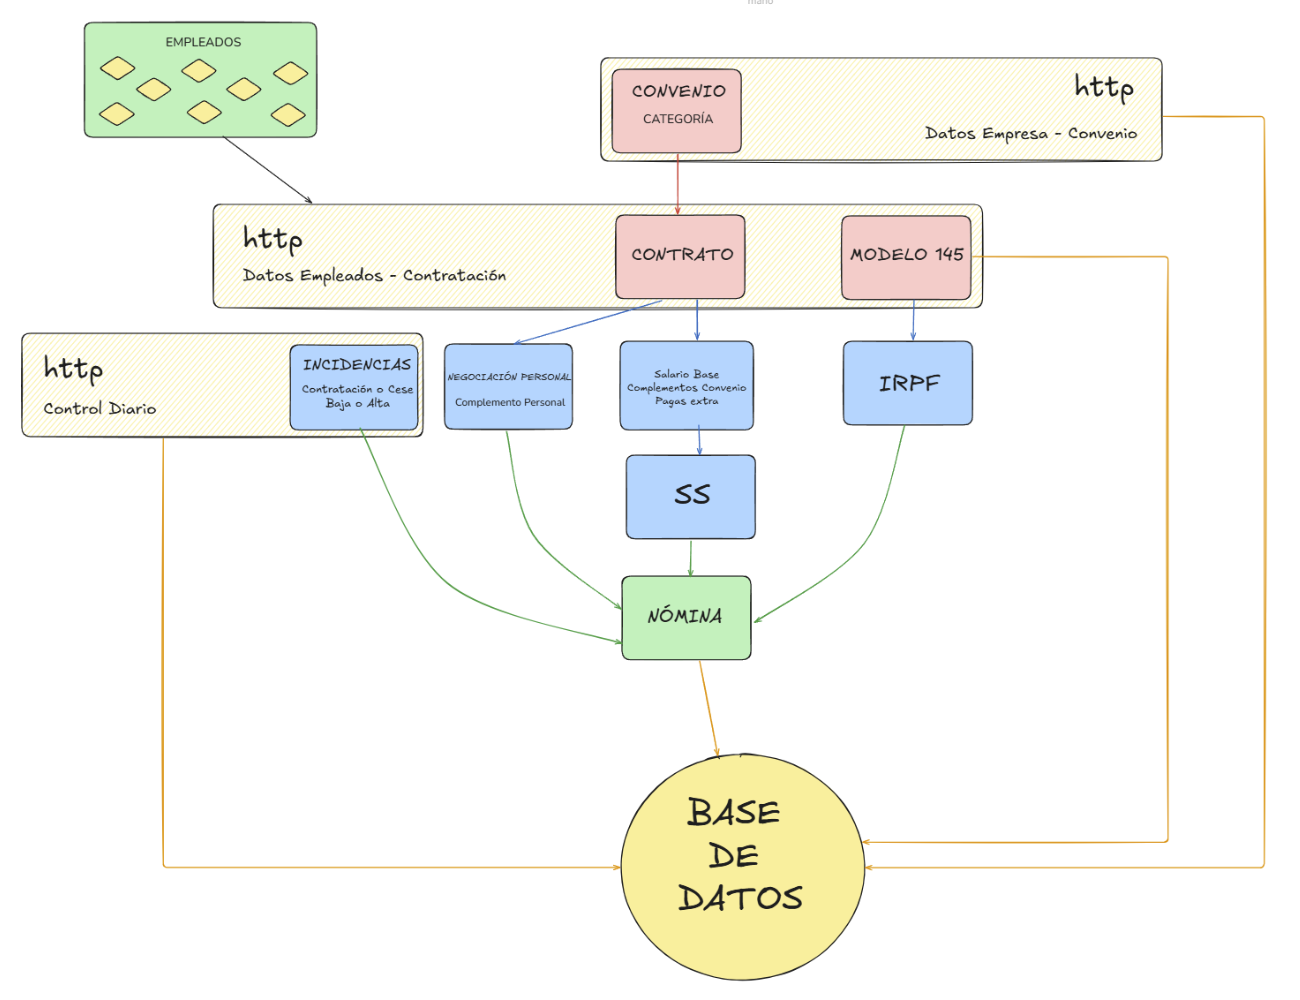 mano
EMPLEADOS
CONVENIO
CATEGORÍA
http
Datos Empresa - Convenio
http
Datos Empleados - Contratación
CONTRATO
MODELO 145
http
Control Diario
INCIDENCIAS
Contratación o Cese
Baja o Alta
NEGOCIACIÓN PERSONAL
Complemento Personal
Salario Base
Complementos Convenio
Pagas extra
IRPF
SS
NÓMINA
BASE
DE
DATOS